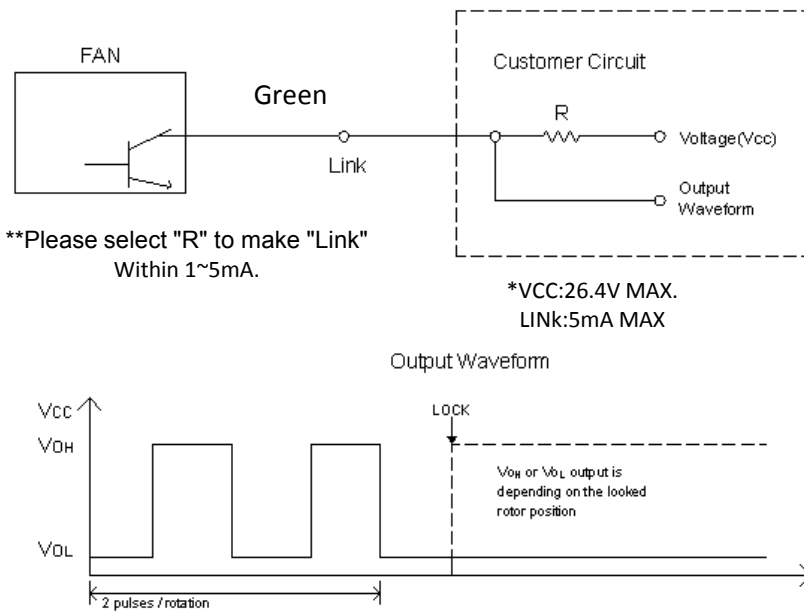 FAN
Green
Link
Customer Circuit
R
Voltage(Vcc)
Output
Waveform
**Please select "R" to make "Link"
Within 1~5mA.
*VCC:26.4V MAX.
LINk:5mA MAX
Output Waveform
Vcc
VOH
VOL
LOCK
VOH or VOL output is
depending on the looked
rotor position
2 pulses / rotation